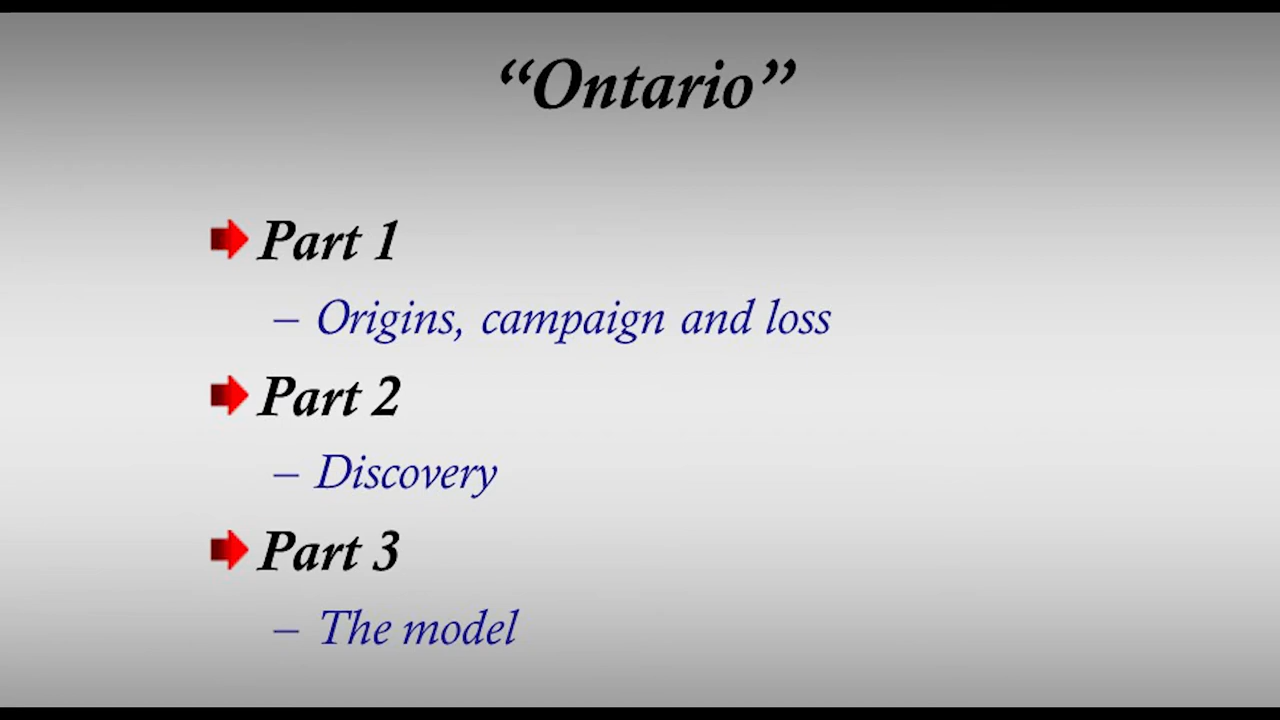 “Ontario”
Part 1
– Origins, campaign and loss
Part 2
– Discovery
Part 3
– The model